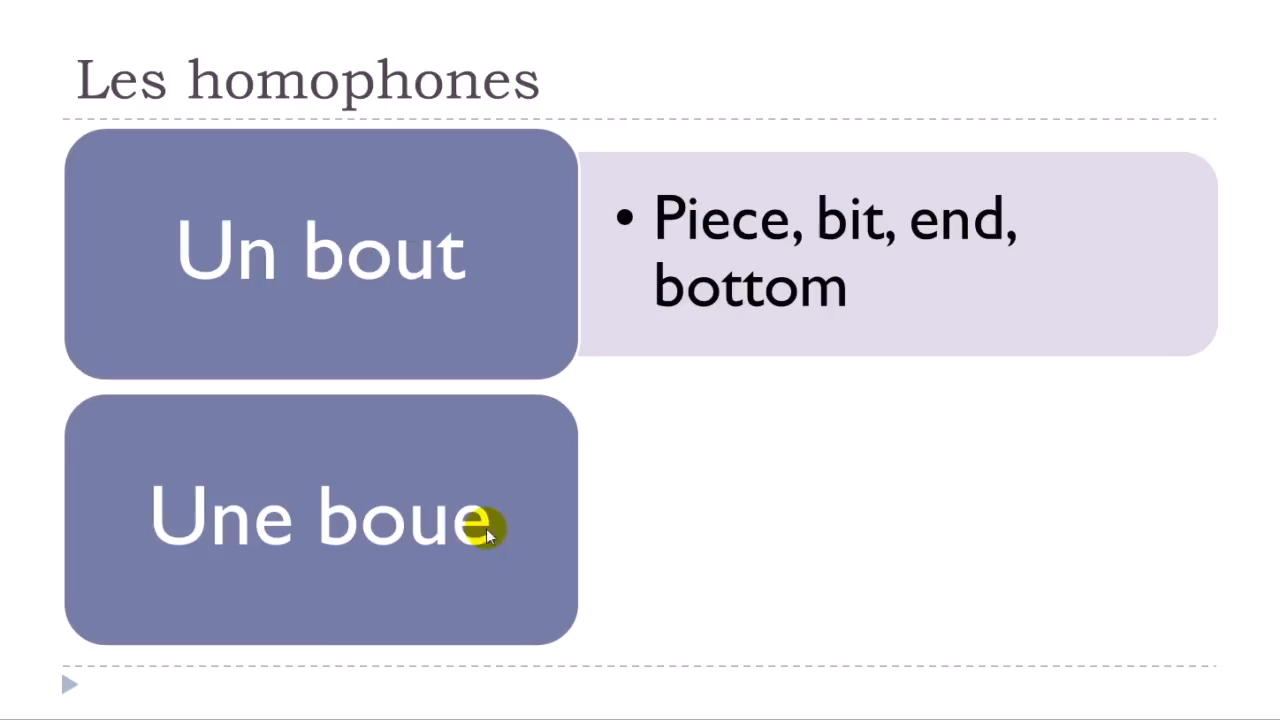 Les homophones
Un bout
• Piece, bit, end,
bottom
Une boue